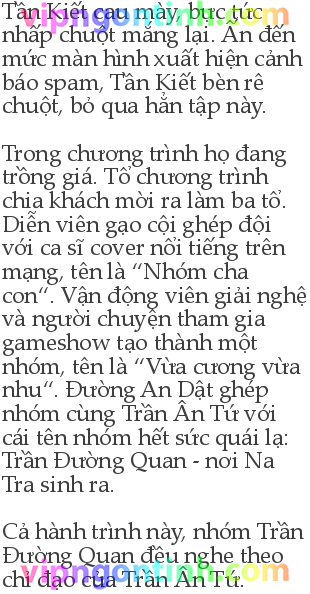 Tần Kiết cau mày, bực tức
vipngontinh.com
nhấp chuột mắng lại. Ấn đến
mức màn hình xuất hiện cảnh
báo spam, Tần Kiết bèn rê
chuột, bỏ qua hẳn tập này.
Trong chương trình họ đang
trồng giá. Tổ chương trình
chia khách mời ra làm ba tổ.
Diễn viên gạo cội ghép đội
với ca sĩ cover nổi tiếng trên
mạng, tên là “Nhóm cha
con“. Vận động viên giải nghệ
và người chuyên tham gia
gameshow tạo thành một
nhóm, tên là “Vừa cương vừa
nhu“. Đường An Dật ghép
nhóm cùng Trần Ân Tứ với
cái tên nhóm hết sức quái lạ:
Trần Đường Quan - nơi Na
Tra sinh ra.
Cả hành trình này, nhóm Trần
Đường Quan đều nghe theo
vipngontinh.com
chỉ đạo của Trần Ân Tứ.